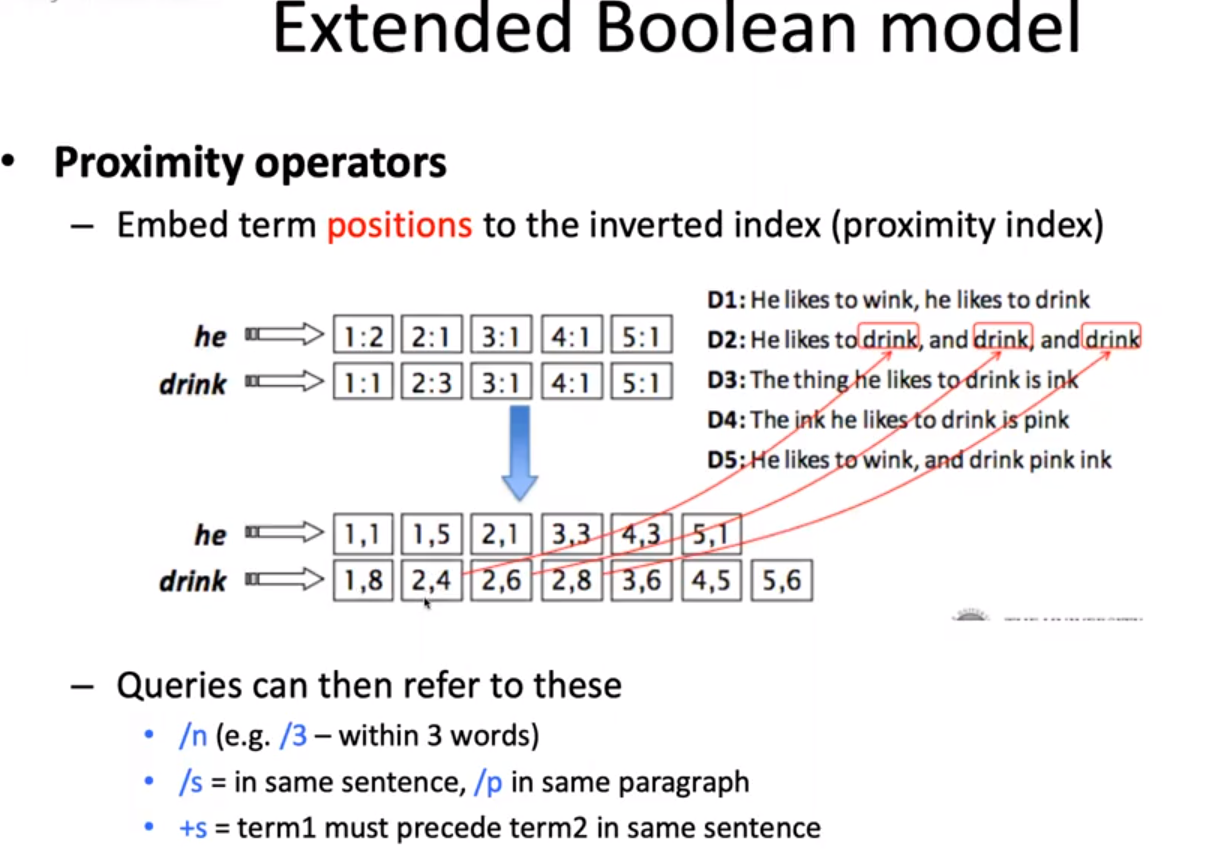 Extended Boolean model
• Proximity operators
– Embed term positions to the inverted index (proximity index)
he 1:2 2:1 3:1 4:1 5:1
drink 1:1 2:3 3:1 4:1 5:1
D1: He likes to wink, he likes to drink
D2: He likes to drink, and drink, and drink
D3: The thing he likes to drink is ink
D4: The ink he likes to drink is pink
D5: He likes to wink, and drink pink ink
he 1,1 1,5 2,1 3,3 4,3 5,1
drink 1,8 2,4 2,6 2,8 3,6 4,5 5,6
– Queries can then refer to these
• /n (e.g. /3 – within 3 words)
• /s = in same sentence, /p in same paragraph
• +s = term1 must precede term2 in same sentence